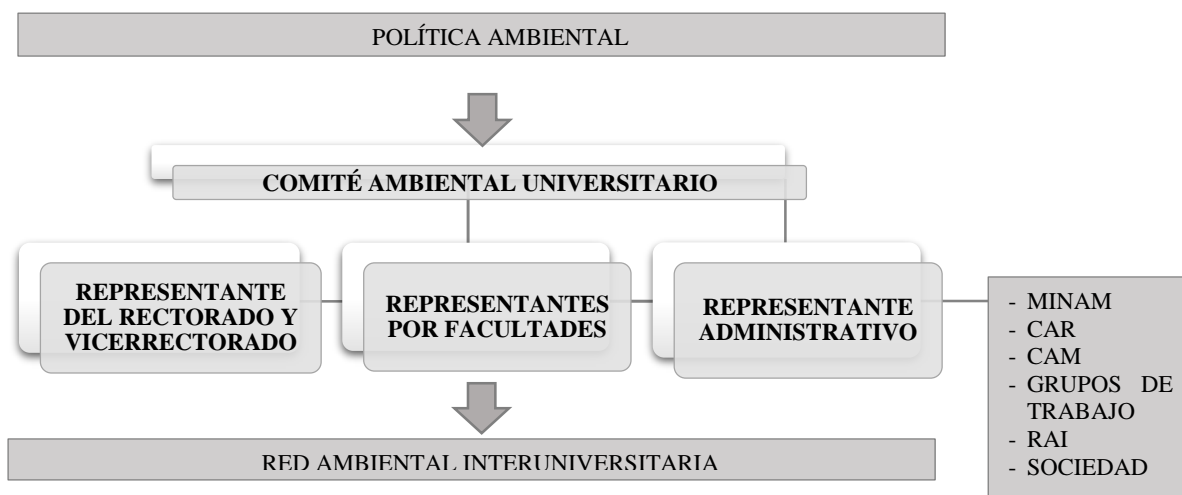 POLÍTICA AMBIENTAL
COMITÉ AMBIENTAL UNIVERSITARIO
REPRESENTANTE
DEL RECTORADO Y
VICERRECTORADO
REPRESENTANTES
POR FACULTADES
REPRESENTANTE
ADMINISTRATIVO
- MINAM
- CAR
- CAM
- GRUPOS DE
TRABAJO
- RAI
- SOCIEDAD
RED AMBIENTAL INTERUNIVERSITARIA